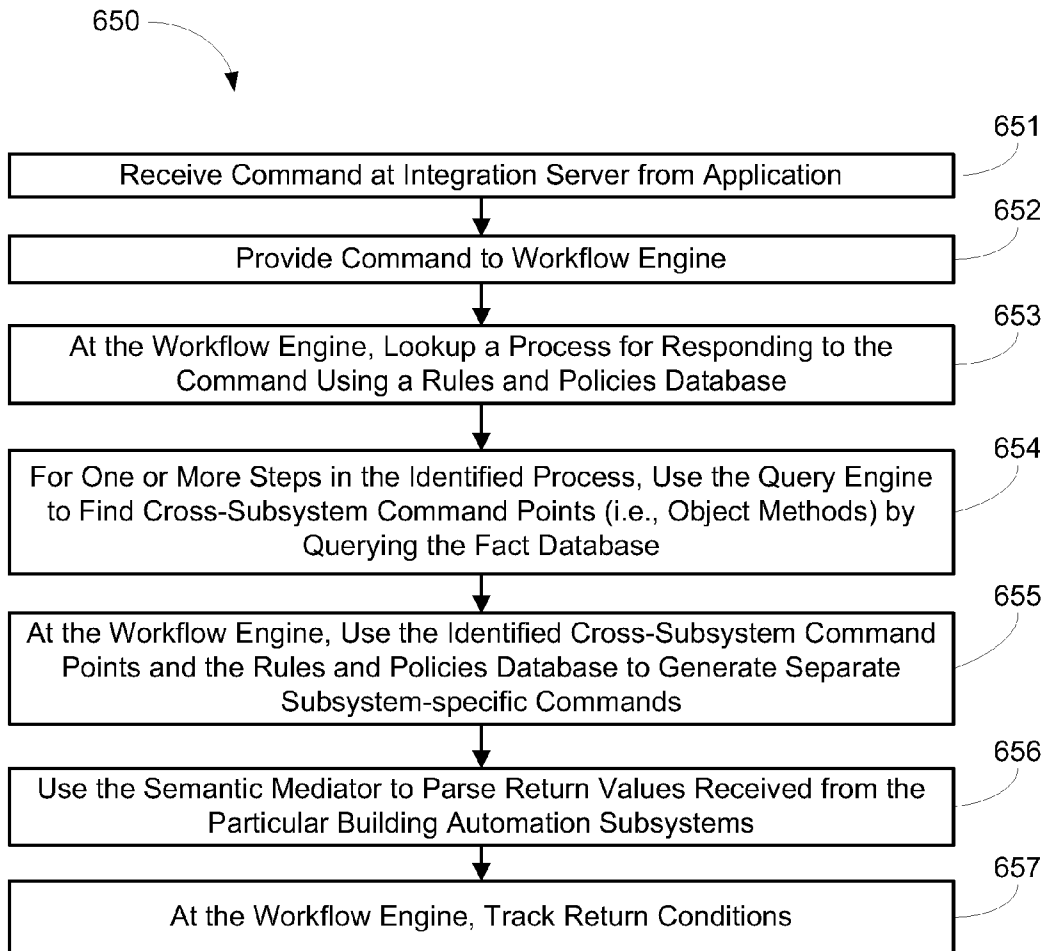 650
651
Receive Command at Integration Server from Application
652
Provide Command to Workflow Engine
653
At the Workflow Engine, Lookup a Process for Responding to the
Command Using a Rules and Policies Database
654
For One or More Steps in the Identified Process, Use the Query Engine
to Find Cross-Subsystem Command Points (i.e., Object Methods) by
Querying the Fact Database
655
At the Workflow Engine, Use the Identified Cross-Subsystem Command
Points and the Rules and Policies Database to Generate Separate
Subsystem-specific Commands
656
Use the Semantic Mediator to Parse Return Values Received from the
Particular Building Automation Subsystems
657
At the Workflow Engine, Track Return Conditions